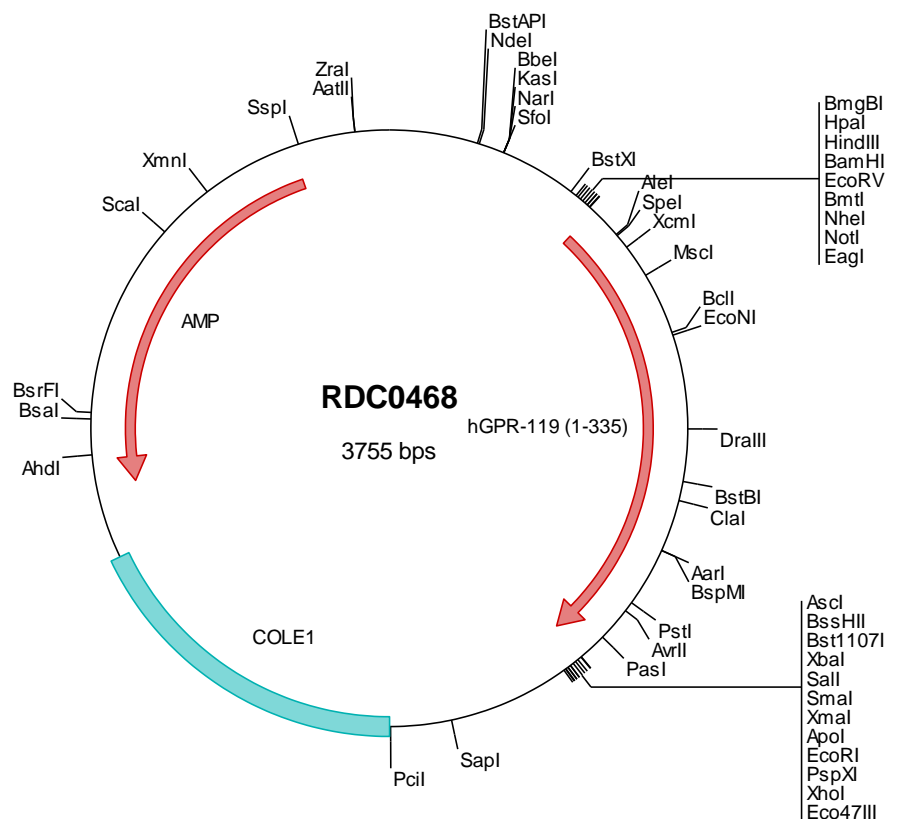 BstAPI
NdeI
BbeI
KasI
NarI
SfoI
ZraI
AatII
SspI
XmnI
ScaI
BstXI
BmgBI
HpaI
HindIII
BamHI
EcoRV
BmtI
NheI
NotI
EagI
AleI
SpeI
XcmI
MscI
BclI
EcoNI
AMP
BsrFI
BsaI
AhdI
RDC0468
3755 bps
hGPR-119 (1-335)
DraIII
BstBI
ClaI
AarI
BspMI
PstI
AvrII
PasI
COLE1
AscI
BssHII
Bst1107I
XbaI
SalI
SmaI
XmaI
ApoI
EcoRI
PspXI
XhoI
Eco47III
SapI
PciI